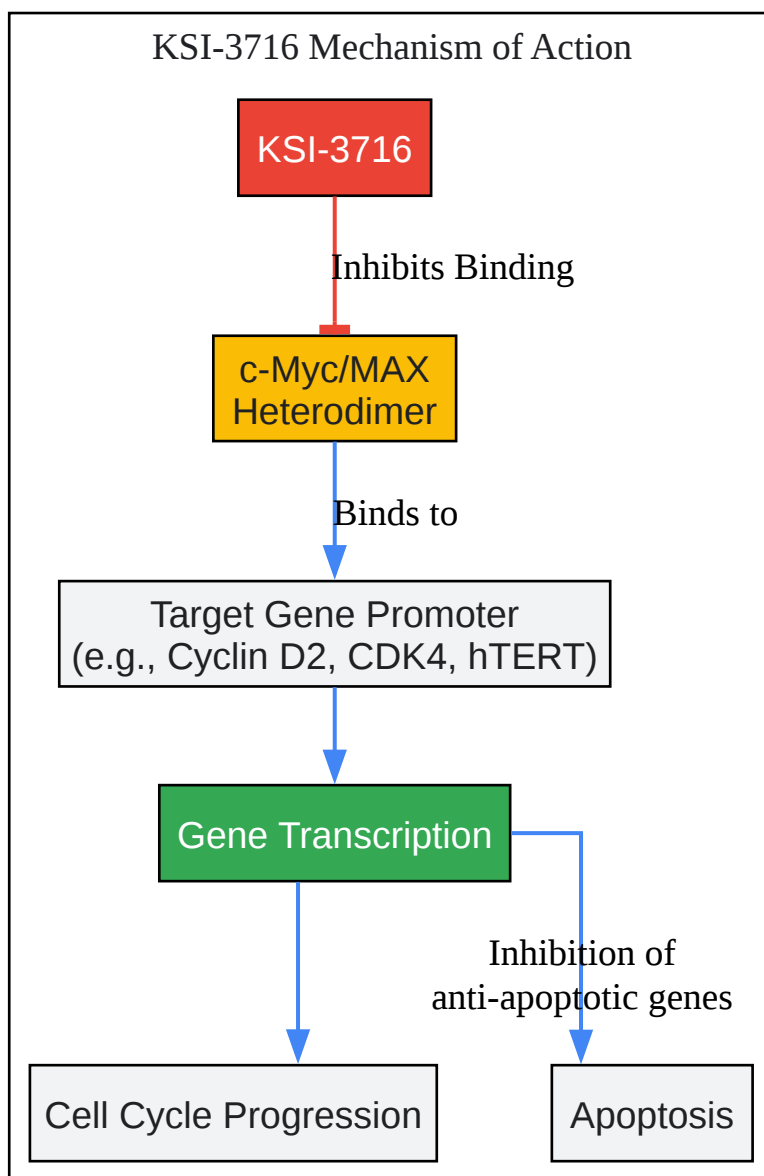 KSI-3716 Mechanism of Action
KSI-3716
Inhibits Binding
c-Myc/MAX
Heterodimer
Binds to
Target Gene Promoter
(e.g., Cyclin D2, CDK4, hTERT)
Gene Transcription
Inhibition of
anti-apoptotic genes
Cell Cycle Progression
Apoptosis